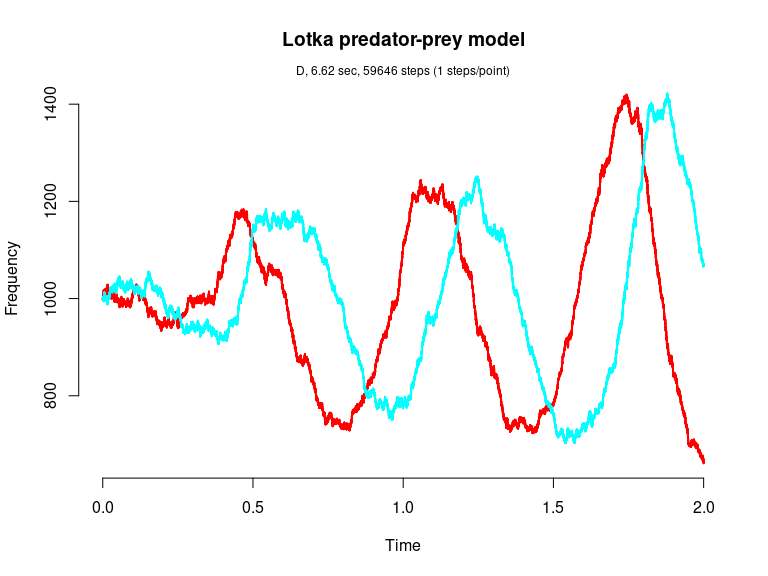 Lotka predator-prey model
D, 6.62 sec, 59646 steps (1 steps/point)
1400
1200
1000
800
Frequency
0.0 0.5 1.0 1.5 2.0
Time